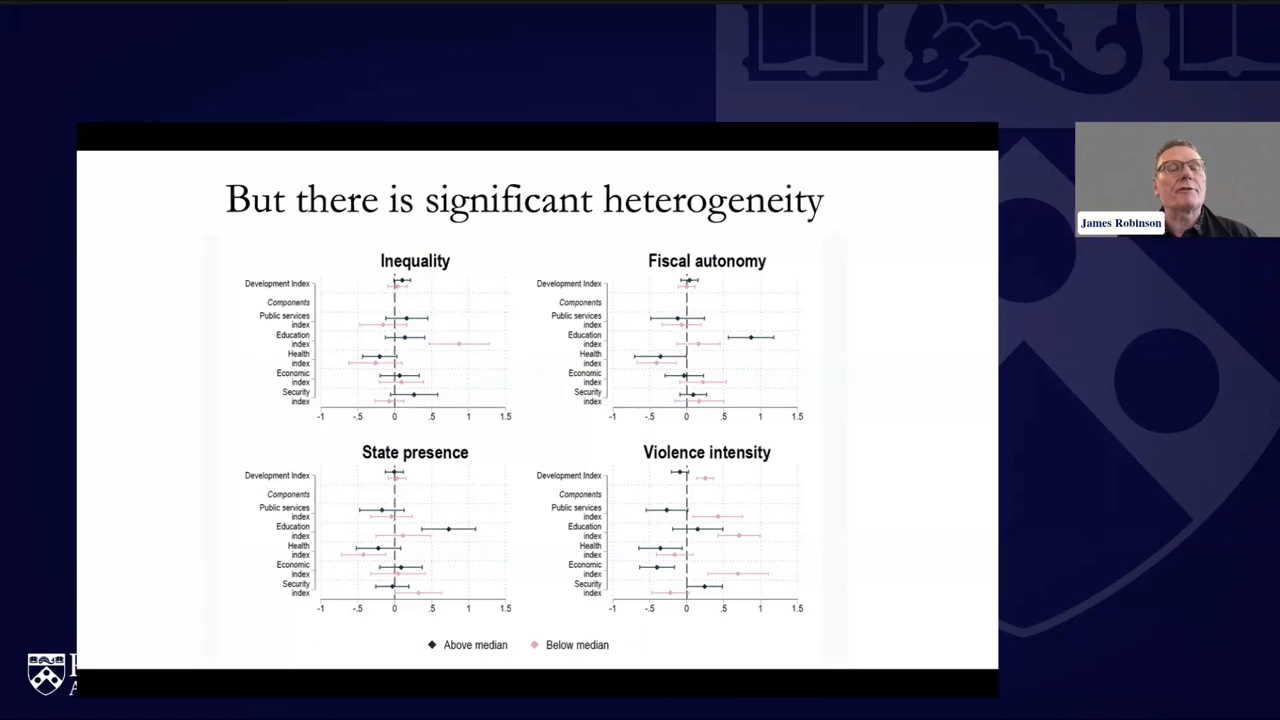 But there is significant heterogeneity
Inequality
Development Index
Components
Public services
index
Education
index
Health
index
Economic
index
Security
index
-1 -.5 0 .5 1 1.5
Fiscal autonomy
Development Index
Components
Public services
index
Education
index
Health
index
Economic
index
Security
index
-1 -.5 0 .5 1 1.5
State presence
Development Index
Components
Public services
index
Education
index
Health
index
Economic
index
Security
index
-1 -.5 0 .5 1 1.5
Violence intensity
Development Index
Components
Public services
index
Education
index
Health
index
Economic
index
Security
index
-1 -.5 0 .5 1 1.5
Above median Below median
James Robinson